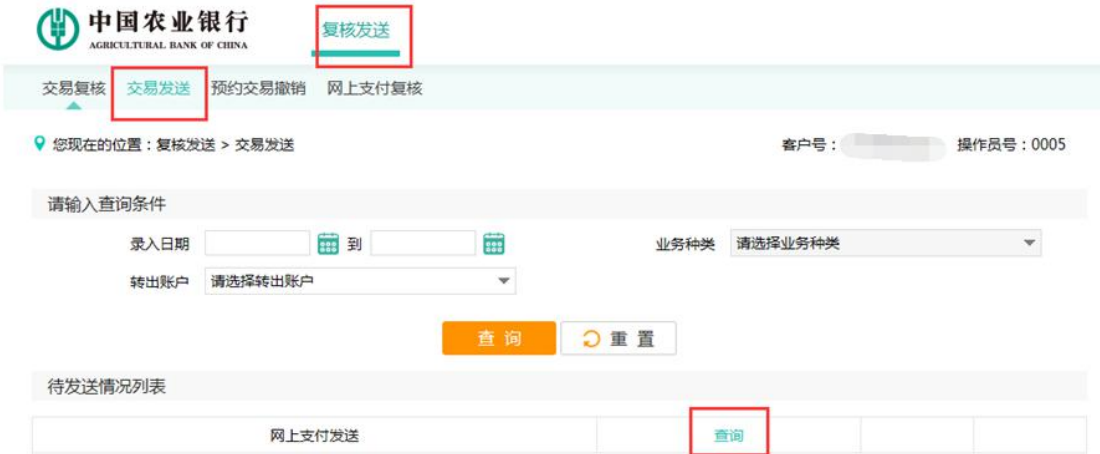 中国农业银行
AGRICULTURAL BANK OF CHINA
复核发送
交易复核 交易发送 预约交易撤销 网上支付复核
您现在的位置：复核发送 > 交易发送 客户号： 操作员号：0005
请输入查询条件
录入日期 到 业务种类 请选择业务种类
转出账户 请选择转出账户
查 询 重 置
待发送情况列表
网上支付发送 查询